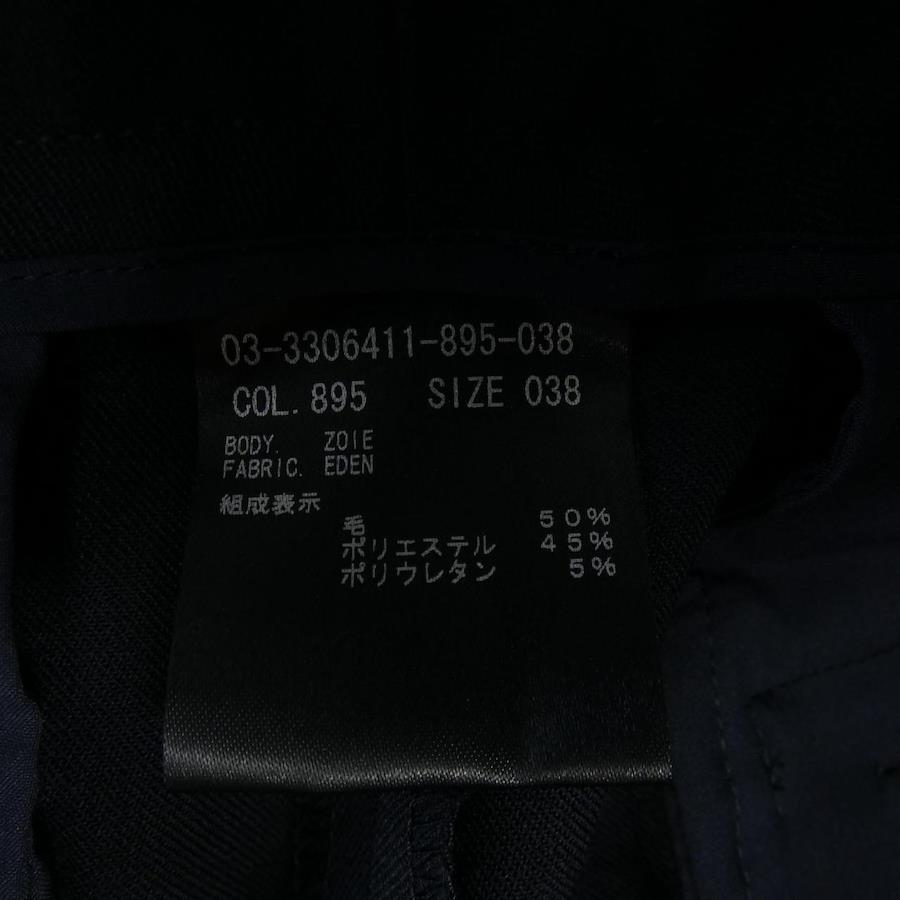 03-3306411-895-038
COL. 895 SIZE 038
BODY. ZOIE
FABRIC. EDEN
組成表示
毛 50%
ポリエステル 45%
ポリウレタン 5%